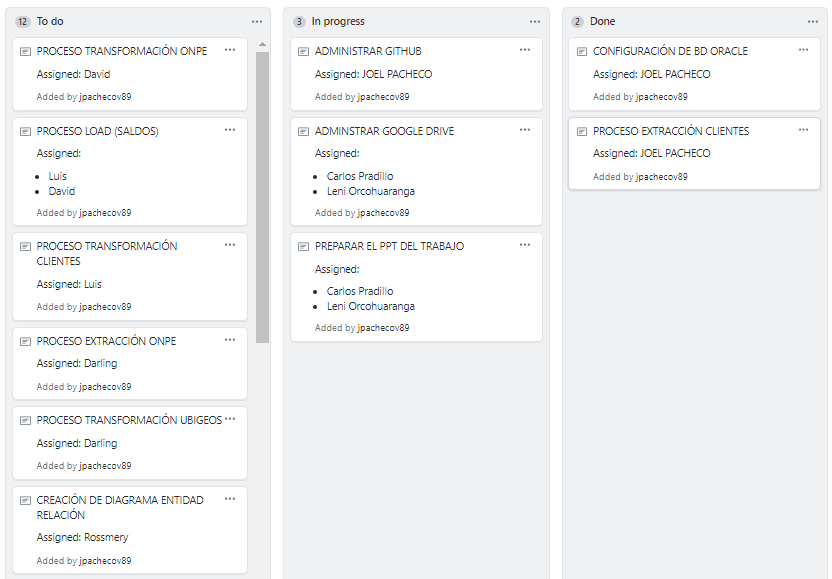 12 To do
PROCESO TRANSFORMACIÓN ONPE
Assigned: David
Added by jpachecov89
PROCESO LOAD (SALDOS)
Assigned:
Luis
David
Added by jpachecov89
PROCESO TRANSFORMACIÓN
CLIENTES
Assigned: Luis
Added by jpachecov89
PROCESO EXTRACCIÓN ONPE
Assigned: Darling
Added by jpachecov89
PROCESO TRANSFORMACIÓN UBIGEOS
Assigned: Darling
Added by jpachecov89
CREACIÓN DE DIAGRAMA ENTIDAD
RELACIÓN
Assigned: Rossmery
Added by jpachecov89
3 In progress
ADMINISTRAR GITHUB
Assigned: JOEL PACHECO
Added by jpachecov89
ADMINSTRAR GOOGLE DRIVE
Assigned:
Carlos Pradillo
Leni Orcohuaranga
Added by jpachecov89
PREPARAR EL PPT DEL TRABAJO
Assigned:
Carlos Pradillo
Leni Orcohuaranga
Added by jpachecov89
2 Done
CONFIGURACIÓN DE BD ORACLE
Assigned: JOEL PACHECO
Added by jpachecov89
PROCESO EXTRACCIÓN CLIENTES
Assigned: JOEL PACHECO
Added by jpachecov89